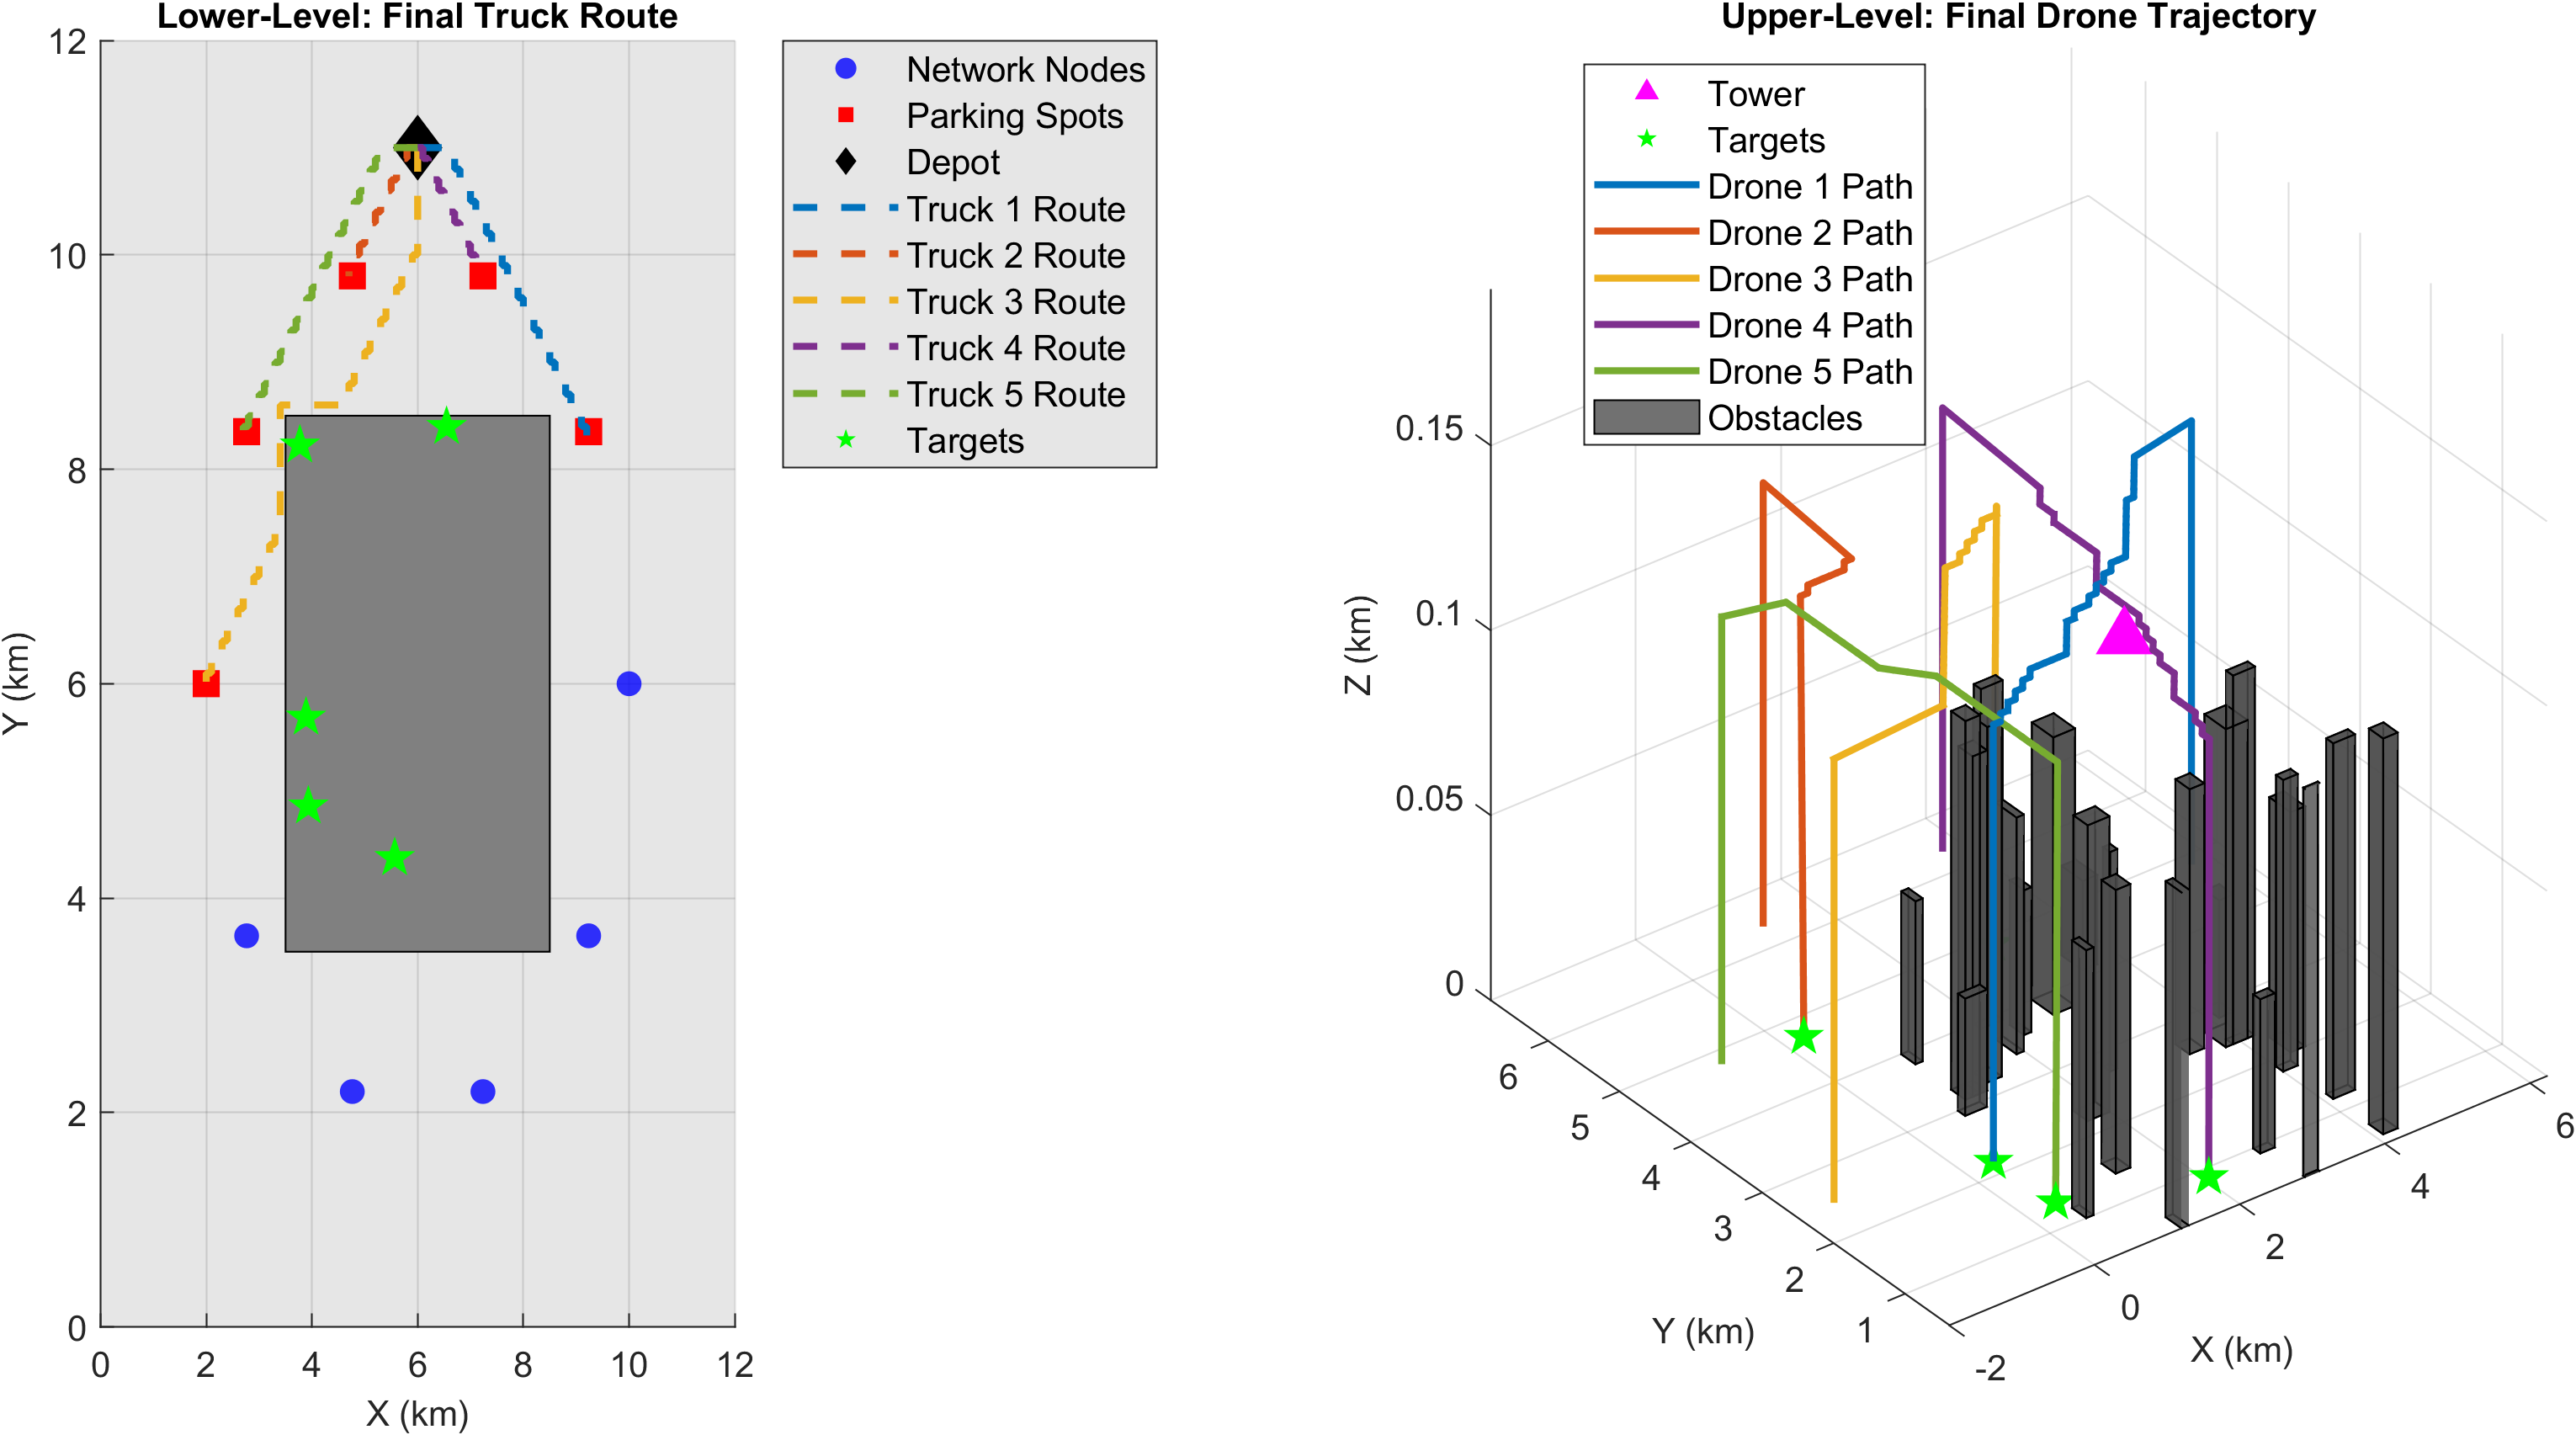 Lower-Level: Final Truck Route
12
10
8
6
4
2
0
0 2 4 6 8 10 12
X (km)
Y (km)
Network Nodes
Parking Spots
Depot
Truck 1 Route
Truck 2 Route
Truck 3 Route
Truck 4 Route
Truck 5 Route
Targets
Upper-Level: Final Drone Trajectory
Tower
Targets
Drone 1 Path
Drone 2 Path
Drone 3 Path
Drone 4 Path
Drone 5 Path
Obstacles
0.15
0.1
0.05
0
Z (km)
6
5
4
3
2
1
Y (km)
-2
0
2
4
6
X (km)